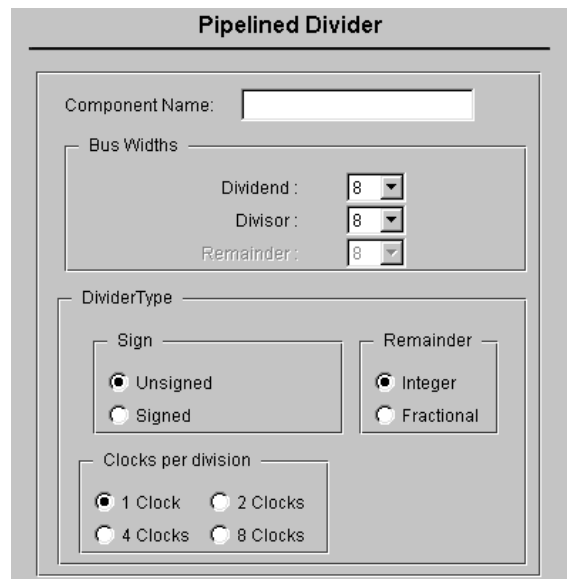 Pipelined Divider
Component Name:
Bus Widths
Dividend : 8
Divisor : 8
Remainder : 8
DividerType
Sign
Unsigned
Signed
Remainder
Integer
Fractional
Clocks per division
1 Clock 2 Clocks
4 Clocks 8 Clocks